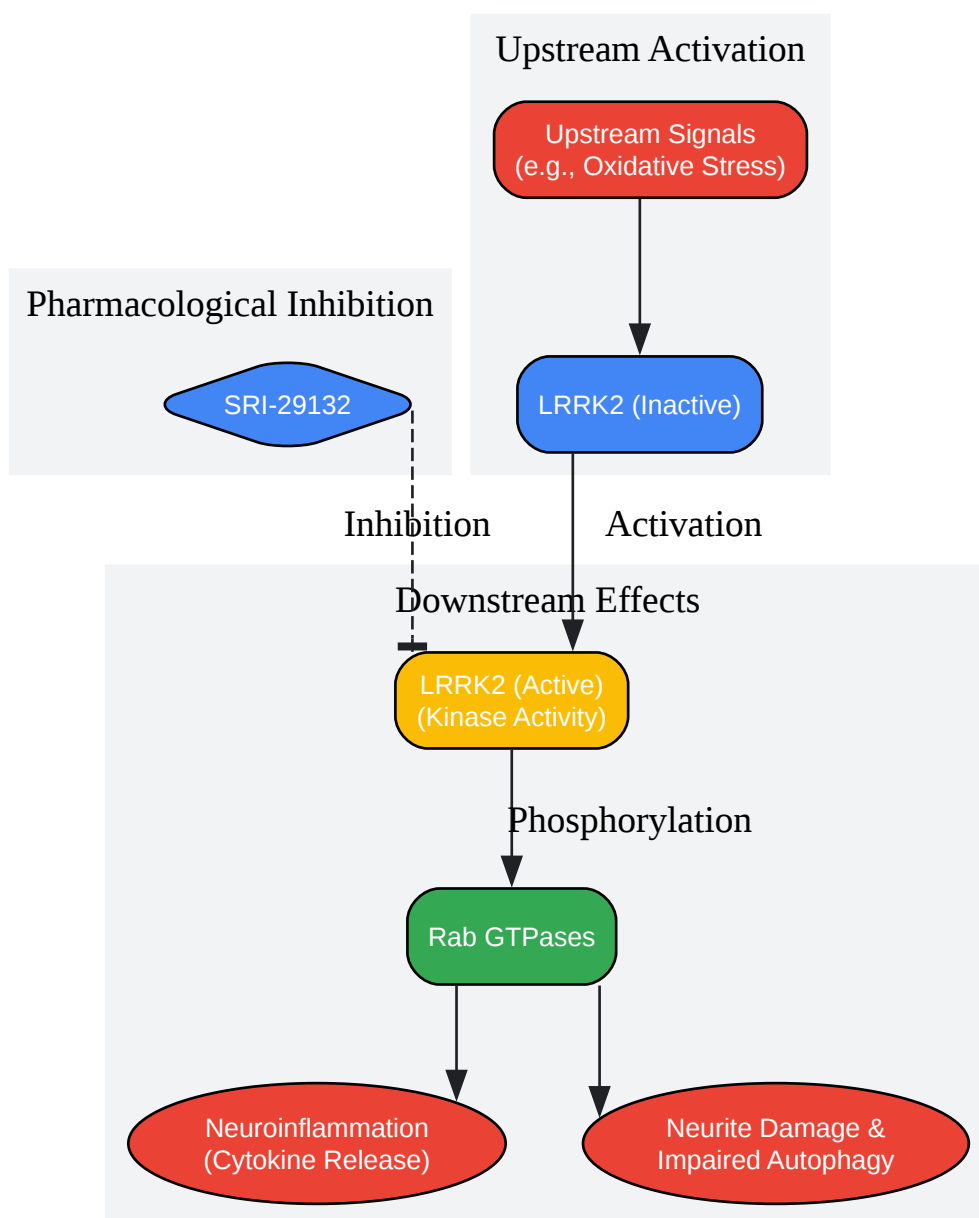 Upstream Activation
Upstream Signals
(e.g., Oxidative Stress)
Pharmacological Inhibition
SRI-29132
LRRK2 (Inactive)
Inhibition
Activation
Downstream Effects
LRRK2 (Active)
(Kinase Activity)
Phosphorylation
Rab GTPases
Neuroinflammation
(Cytokine Release)
Neurite Damage &
Impaired Autophagy